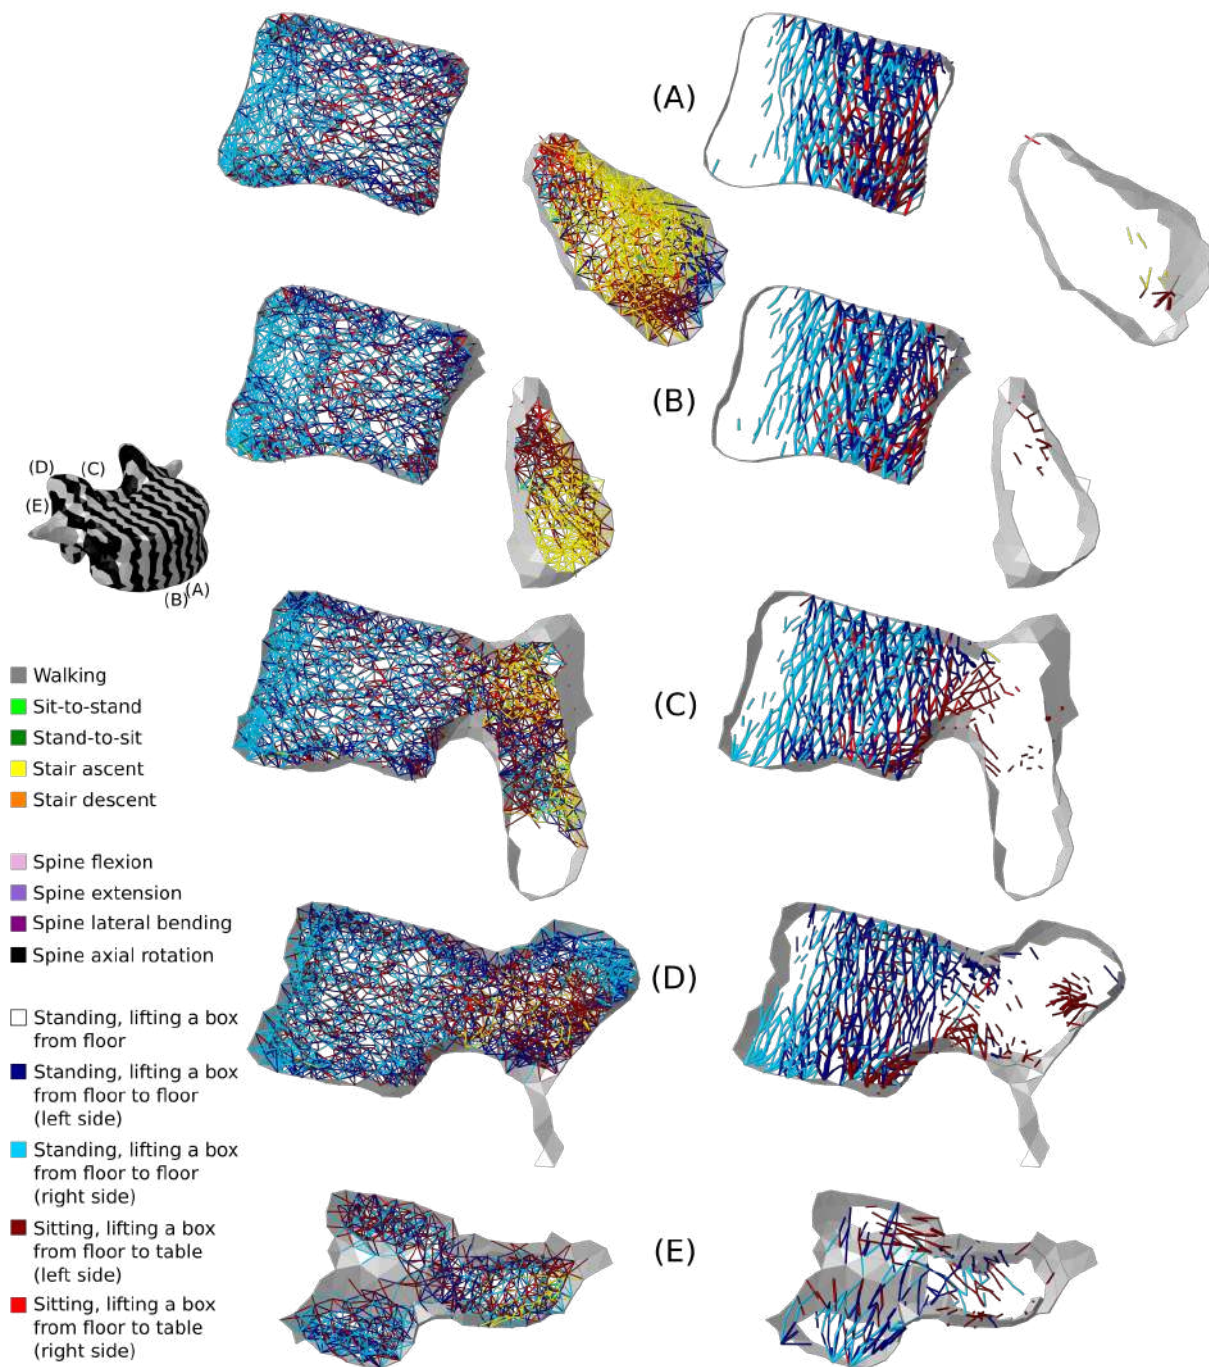 (A)
(B)
(D)
(C)
(E)
(A)
(B)
Walking
Sit-to-stand
Stand-to-sit
Stair ascent
Stair descent
(C)
Spine flexion
Spine extension
Spine lateral bending
Spine axial rotation
(D)
Standing, lifting a box
from floor
Standing, lifting a box
from floor to floor
(left side)
Standing, lifting a box
from floor to floor
(right side)
Sitting, lifting a box
from floor to table
(left side)
Sitting, lifting a box
from floor to table
(right side)
(E)